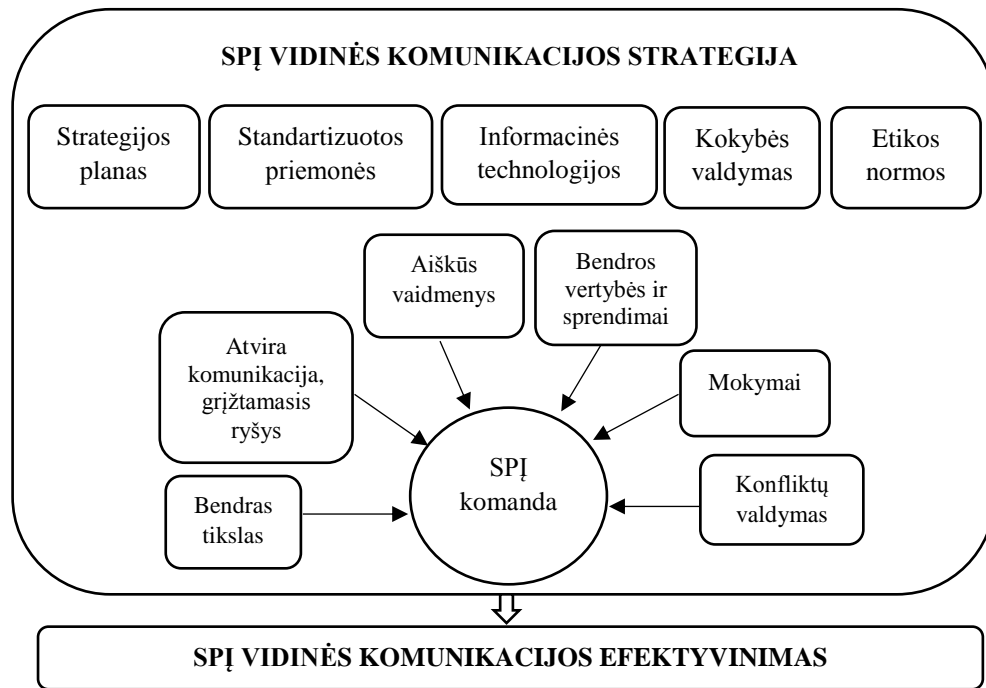 SPĮ VIDINĖS KOMUNIKACIJOS STRATEGIJA
Strategijos
planas
Standartizuotos
priemonės
Informacinės
technologijos
Kokybės
valdymas
Etikos
normos
Aiškūs
vaidmenys
Bendros
vertybės ir
sprendimai
Atvira
komunikacija,
grįžtamasis
ryšys
Mokymai
SPĮ
komanda
Bendras
tikslas
Konfliktų
valdymas
SPĮ VIDINĖS KOMUNIKACIJOS EFEKTYVINIMAS